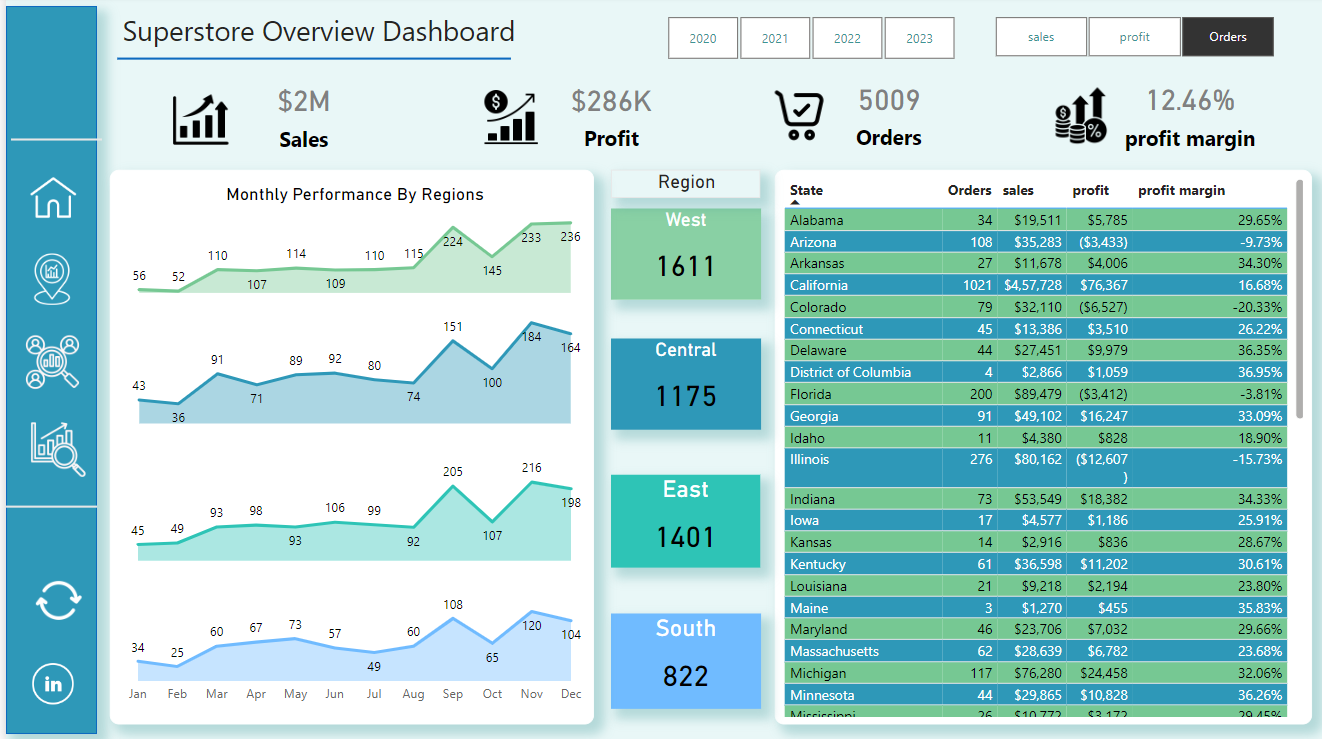 Superstore Overview Dashboard
2020 2021 2022 2023
sales profit Orders
$2M
Sales
$286K
Profit
5009
Orders
12.46%
profit margin
Monthly Performance By Regions
56 52 110 107 114 109 110 115 224 145 233 236
43 36 91 71 89 92 80 74 151 100 184 164
45 49 93 98 93 106 99 92 205 107 216 198
34 25 60 67 73 57 49 60 108 65 120 104
Jan Feb Mar Apr May Jun Jul Aug Sep Oct Nov Dec
Region
West
1611
Central
1175
East
1401
South
822
State Orders sales profit profit margin
Alabama 34 $19,511 $5,785 29.65%
Arizona 108 $35,283 ($3,433) -9.73%
Arkansas 27 $11,678 $4,006 34.30%
California 1021 $4,57,728 $76,367 16.68%
Colorado 79 $32,110 ($6,527) -20.33%
Connecticut 45 $13,386 $3,510 26.22%
Delaware 44 $27,451 $9,979 36.35%
District of Columbia 4 $2,866 $1,059 36.95%
Florida 200 $89,479 ($3,412) -3.81%
Georgia 91 $49,102 $16,247 33.09%
Idaho 11 $4,380 $828 18.90%
Illinois 276 $80,162 ($12,607 -15.73%
)
Indiana 73 $53,549 $18,382 34.33%
Iowa 17 $4,577 $1,186 25.91%
Kansas 14 $2,916 $836 28.67%
Kentucky 61 $36,598 $11,202 30.61%
Louisiana 21 $9,218 $2,194 23.80%
Maine 3 $1,270 $455 35.83%
Maryland 46 $23,706 $7,032 29.66%
Massachusetts 62 $28,639 $6,782 23.68%
Michigan 117 $76,280 $24,458 32.06%
Minnesota 44 $29,865 $10,828 36.26%
Mississippi 26 $10,772 $3,172 29.45%
in